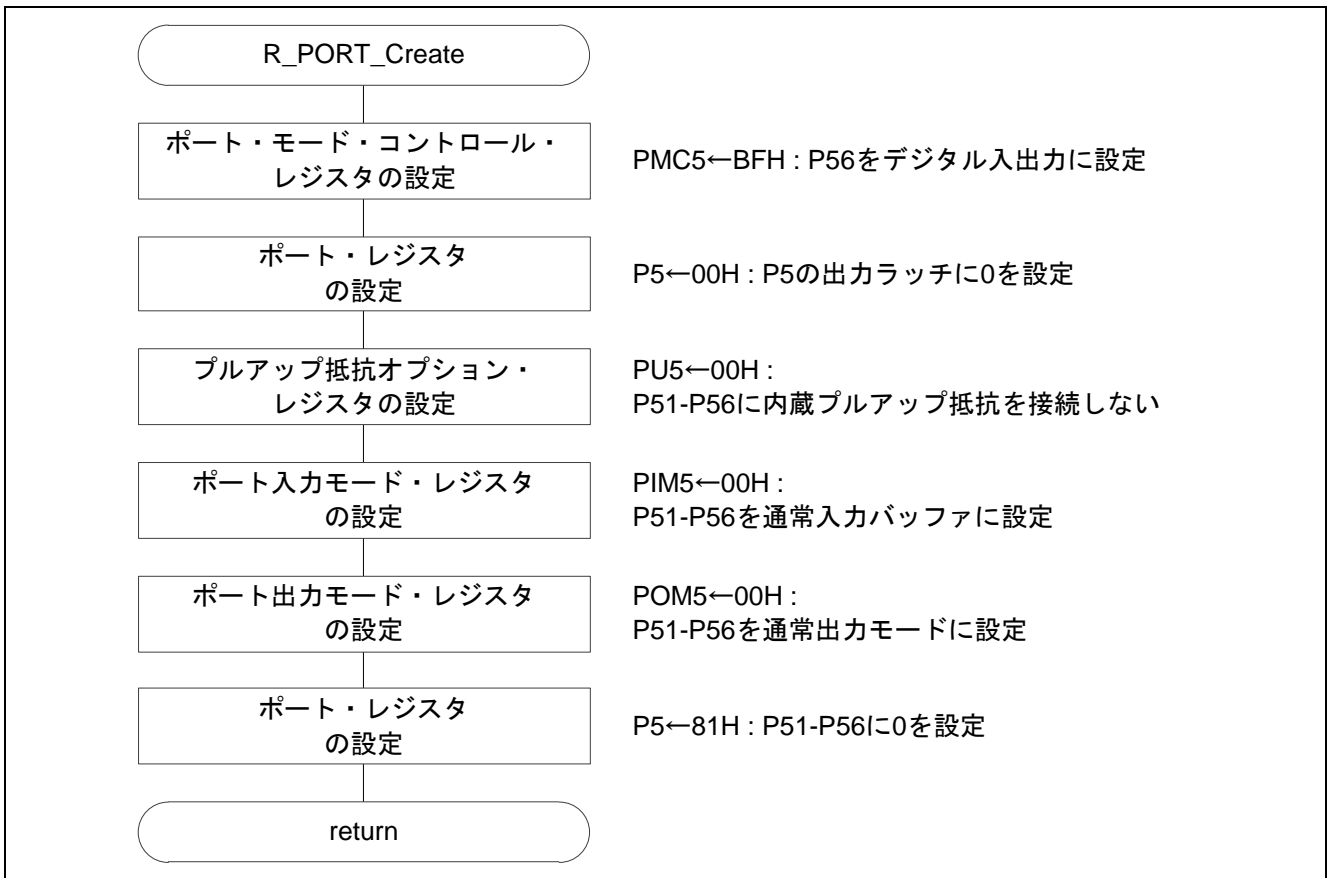 R_PORT_Create
ポート・モード・コントロール・
レジスタの設定
PMC5←BFH : P56をデジタル入出力に設定
ポート・レジスタ
の設定
P5←00H : P5の出力ラッチに0を設定
プルアップ抵抗オプション・
レジスタの設定
PU5←00H :
P51-P56に内蔵プルアップ抵抗を接続しない
ポート入力モード・レジスタ
の設定
PIM5←00H :
P51-P56を通常入力バッファに設定
ポート出力モード・レジスタ
の設定
POM5←00H :
P51-P56を通常出力モードに設定
ポート・レジスタ
の設定
P5←81H : P51-P56に0を設定
return